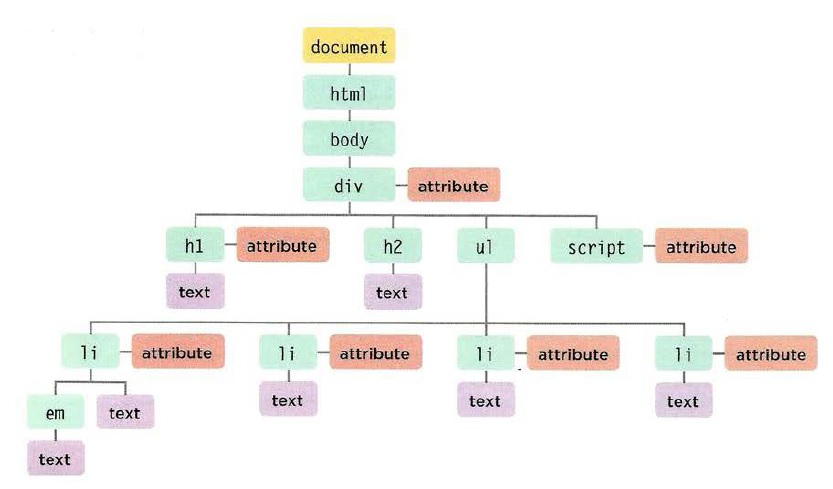 document
html
body
div attribute
h1 attribute h2 ul script attribute
text text
li attribute li attribute li attribute li attribute
em text text text text
text